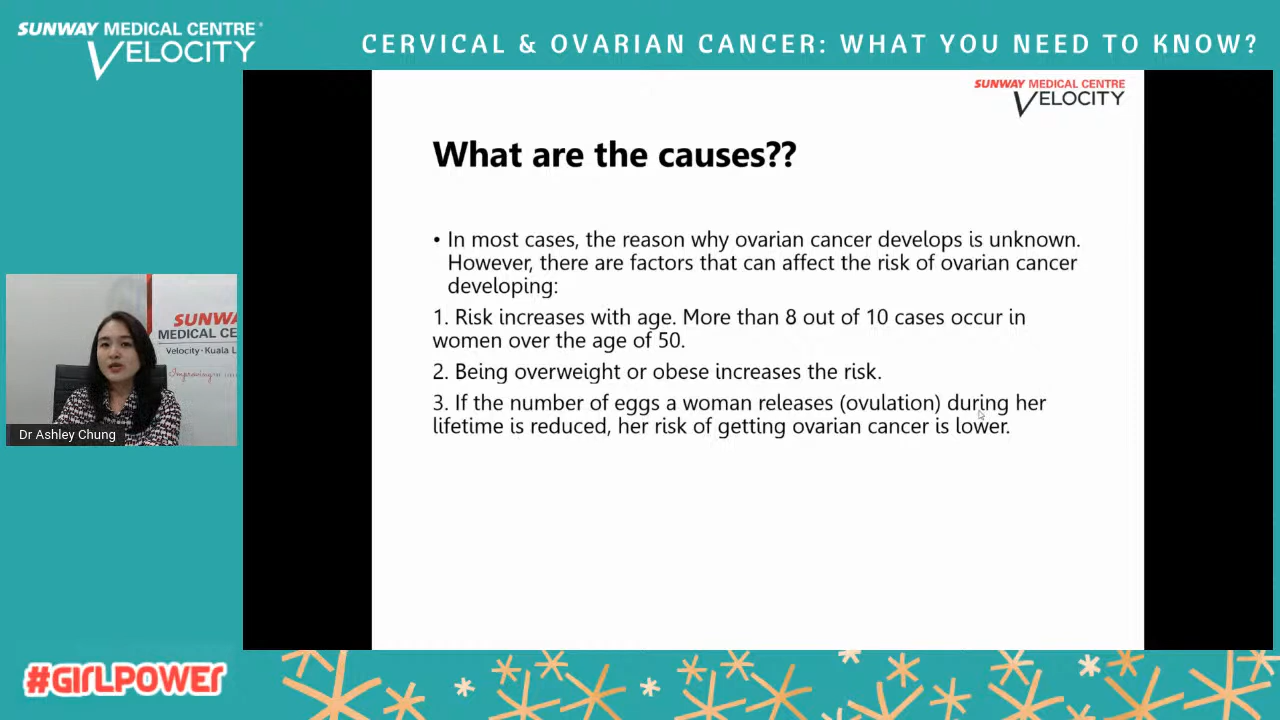 SUNWAY MEDICAL CENTRE
VELOCITY
CERVICAL & OVARIAN CANCER: WHAT YOU NEED TO KNOW?
SUNWAY MEDICAL CENTRE
VELOCITY
What are the causes??
• In most cases, the reason why ovarian cancer develops is unknown.
However, there are factors that can affect the risk of ovarian cancer
developing:
1. Risk increases with age. More than 8 out of 10 cases occur in
women over the age of 50.
2. Being overweight or obese increases the risk.
3. If the number of eggs a woman releases (ovulation) during her
lifetime is reduced, her risk of getting ovarian cancer is lower.
SUNWA
MEDICAL CE
Velocity · Kuala L
Improving
Dr Ashley Chung
#GIRLPOWER